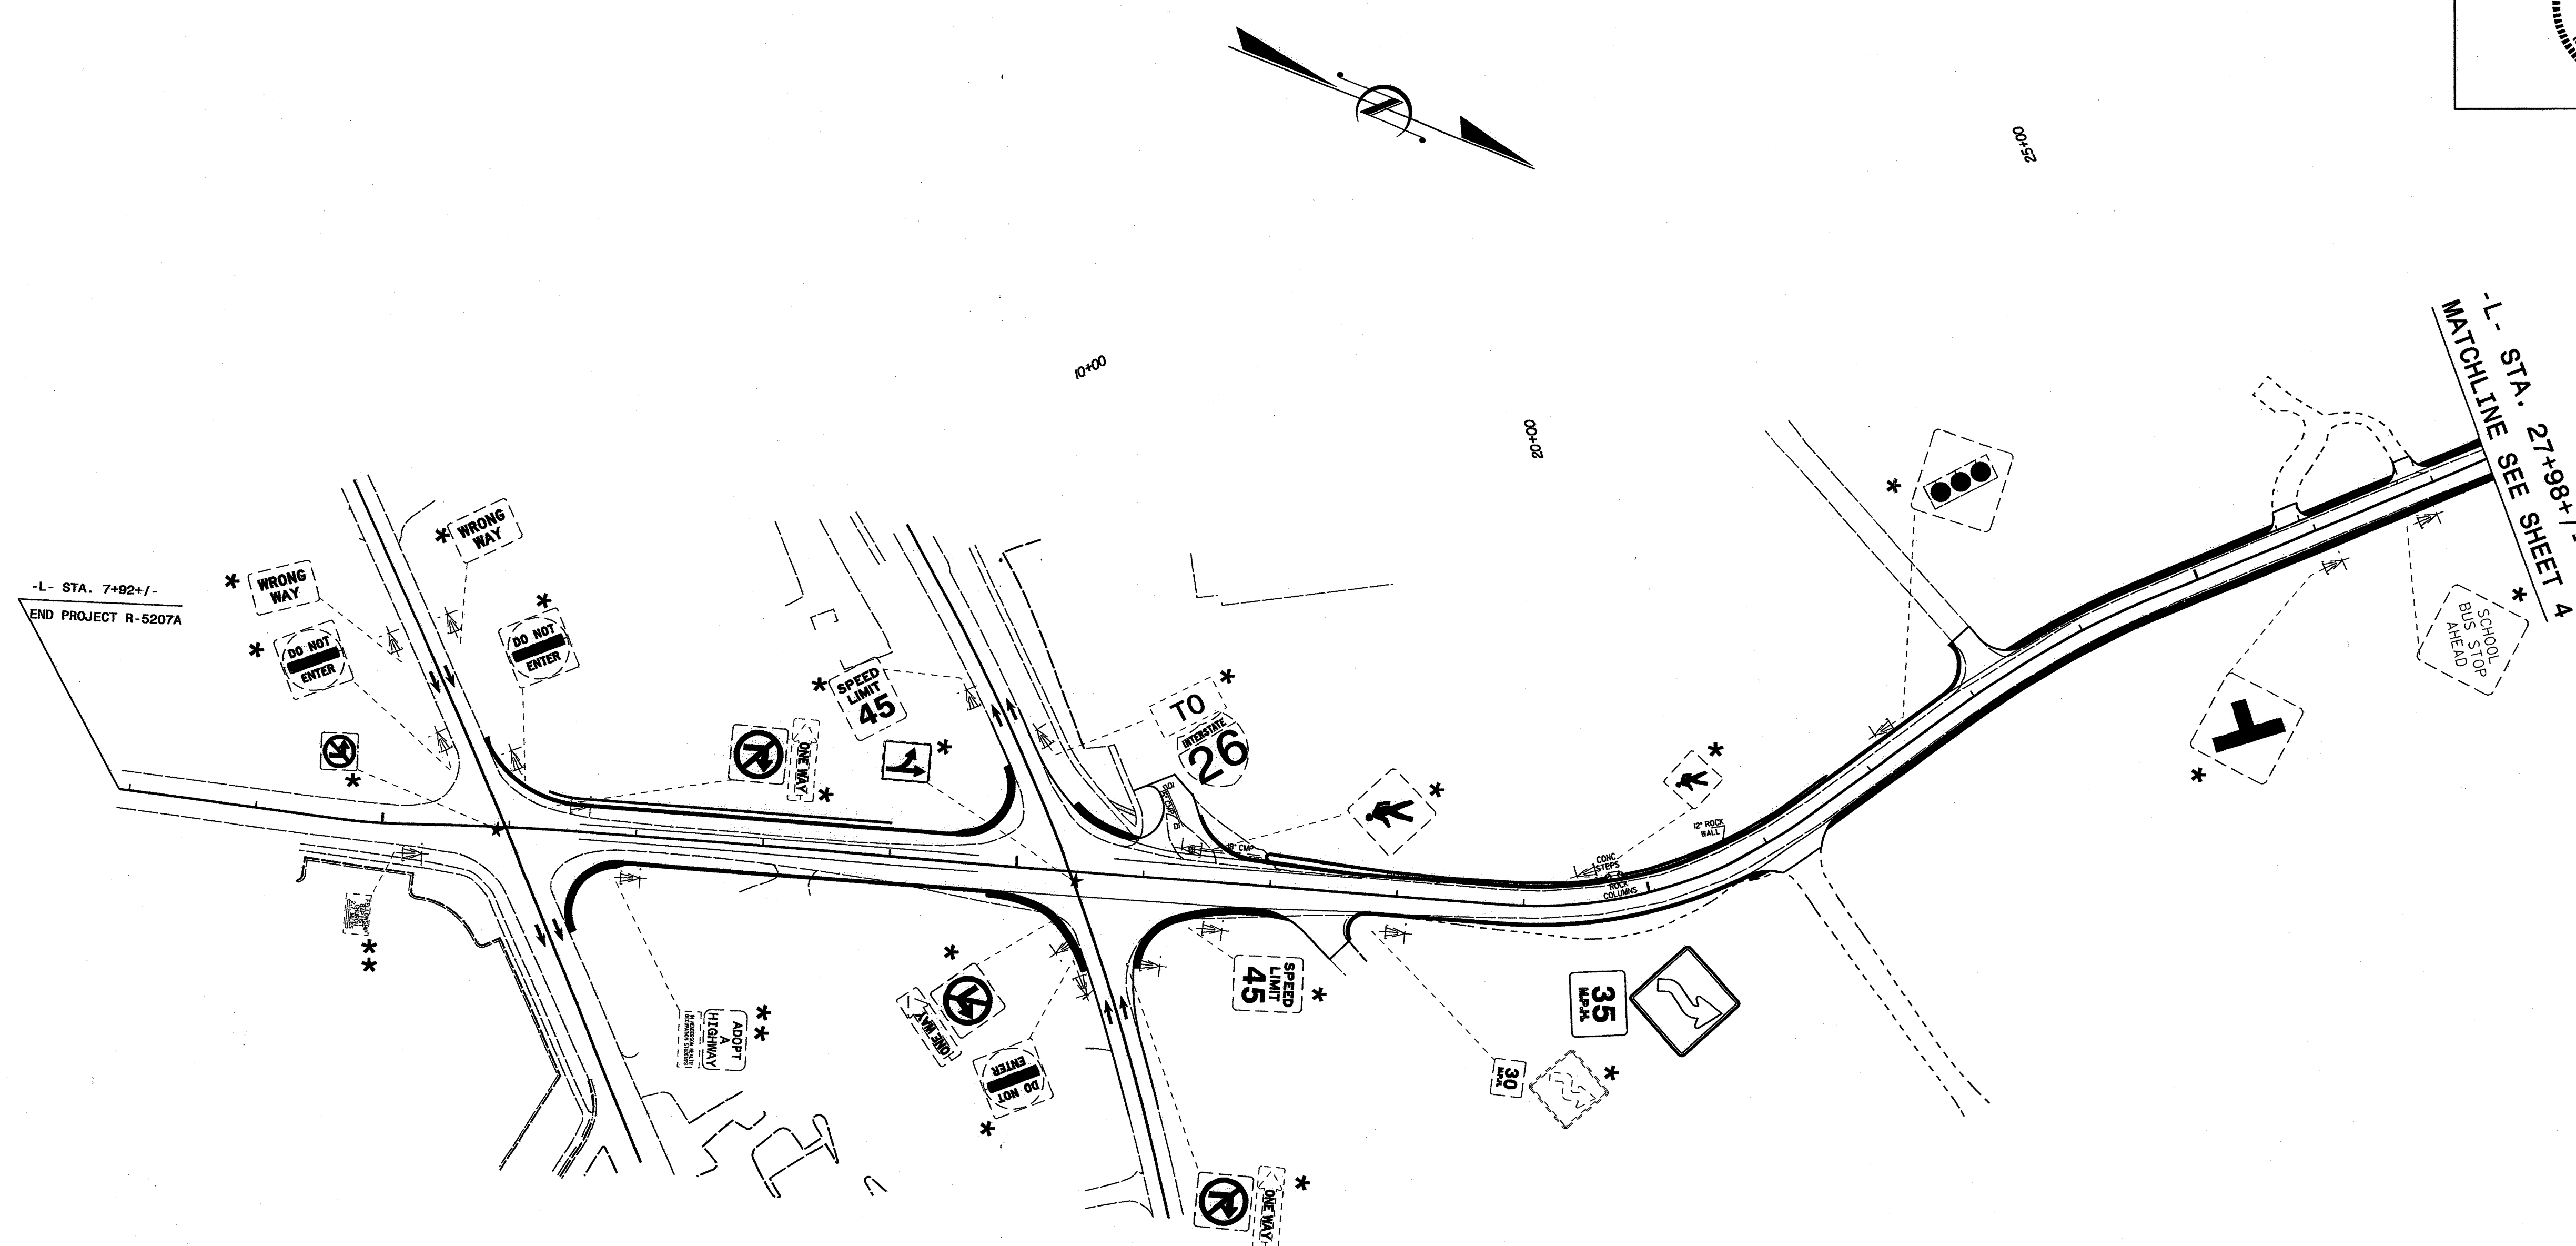 25+00
-L- STA. 27+98+/-
MATCHLINE SEE SHEET 4
10+00
20+00
WRONG
WAY
WRONG
WAY
-L- STA. 7+92+/-
END PROJECT R-5207A
DO NOT
ENTER
DO NOT
ENTER
SPEED
LIMIT
45
TO
INTERSTATE
26
SCHOOL
BUS STOP
AHEAD
ONE WAY
18" CMP
12" ROCK
WALL
CONC
STEPS
ROCK
COLUMNS
SPEED
LIMIT
45
35
M.P.H.
ADOPT
A
HIGHWAY
ONE WAY
DO NOT
ENTER
30
M.P.H.
ONE WAY